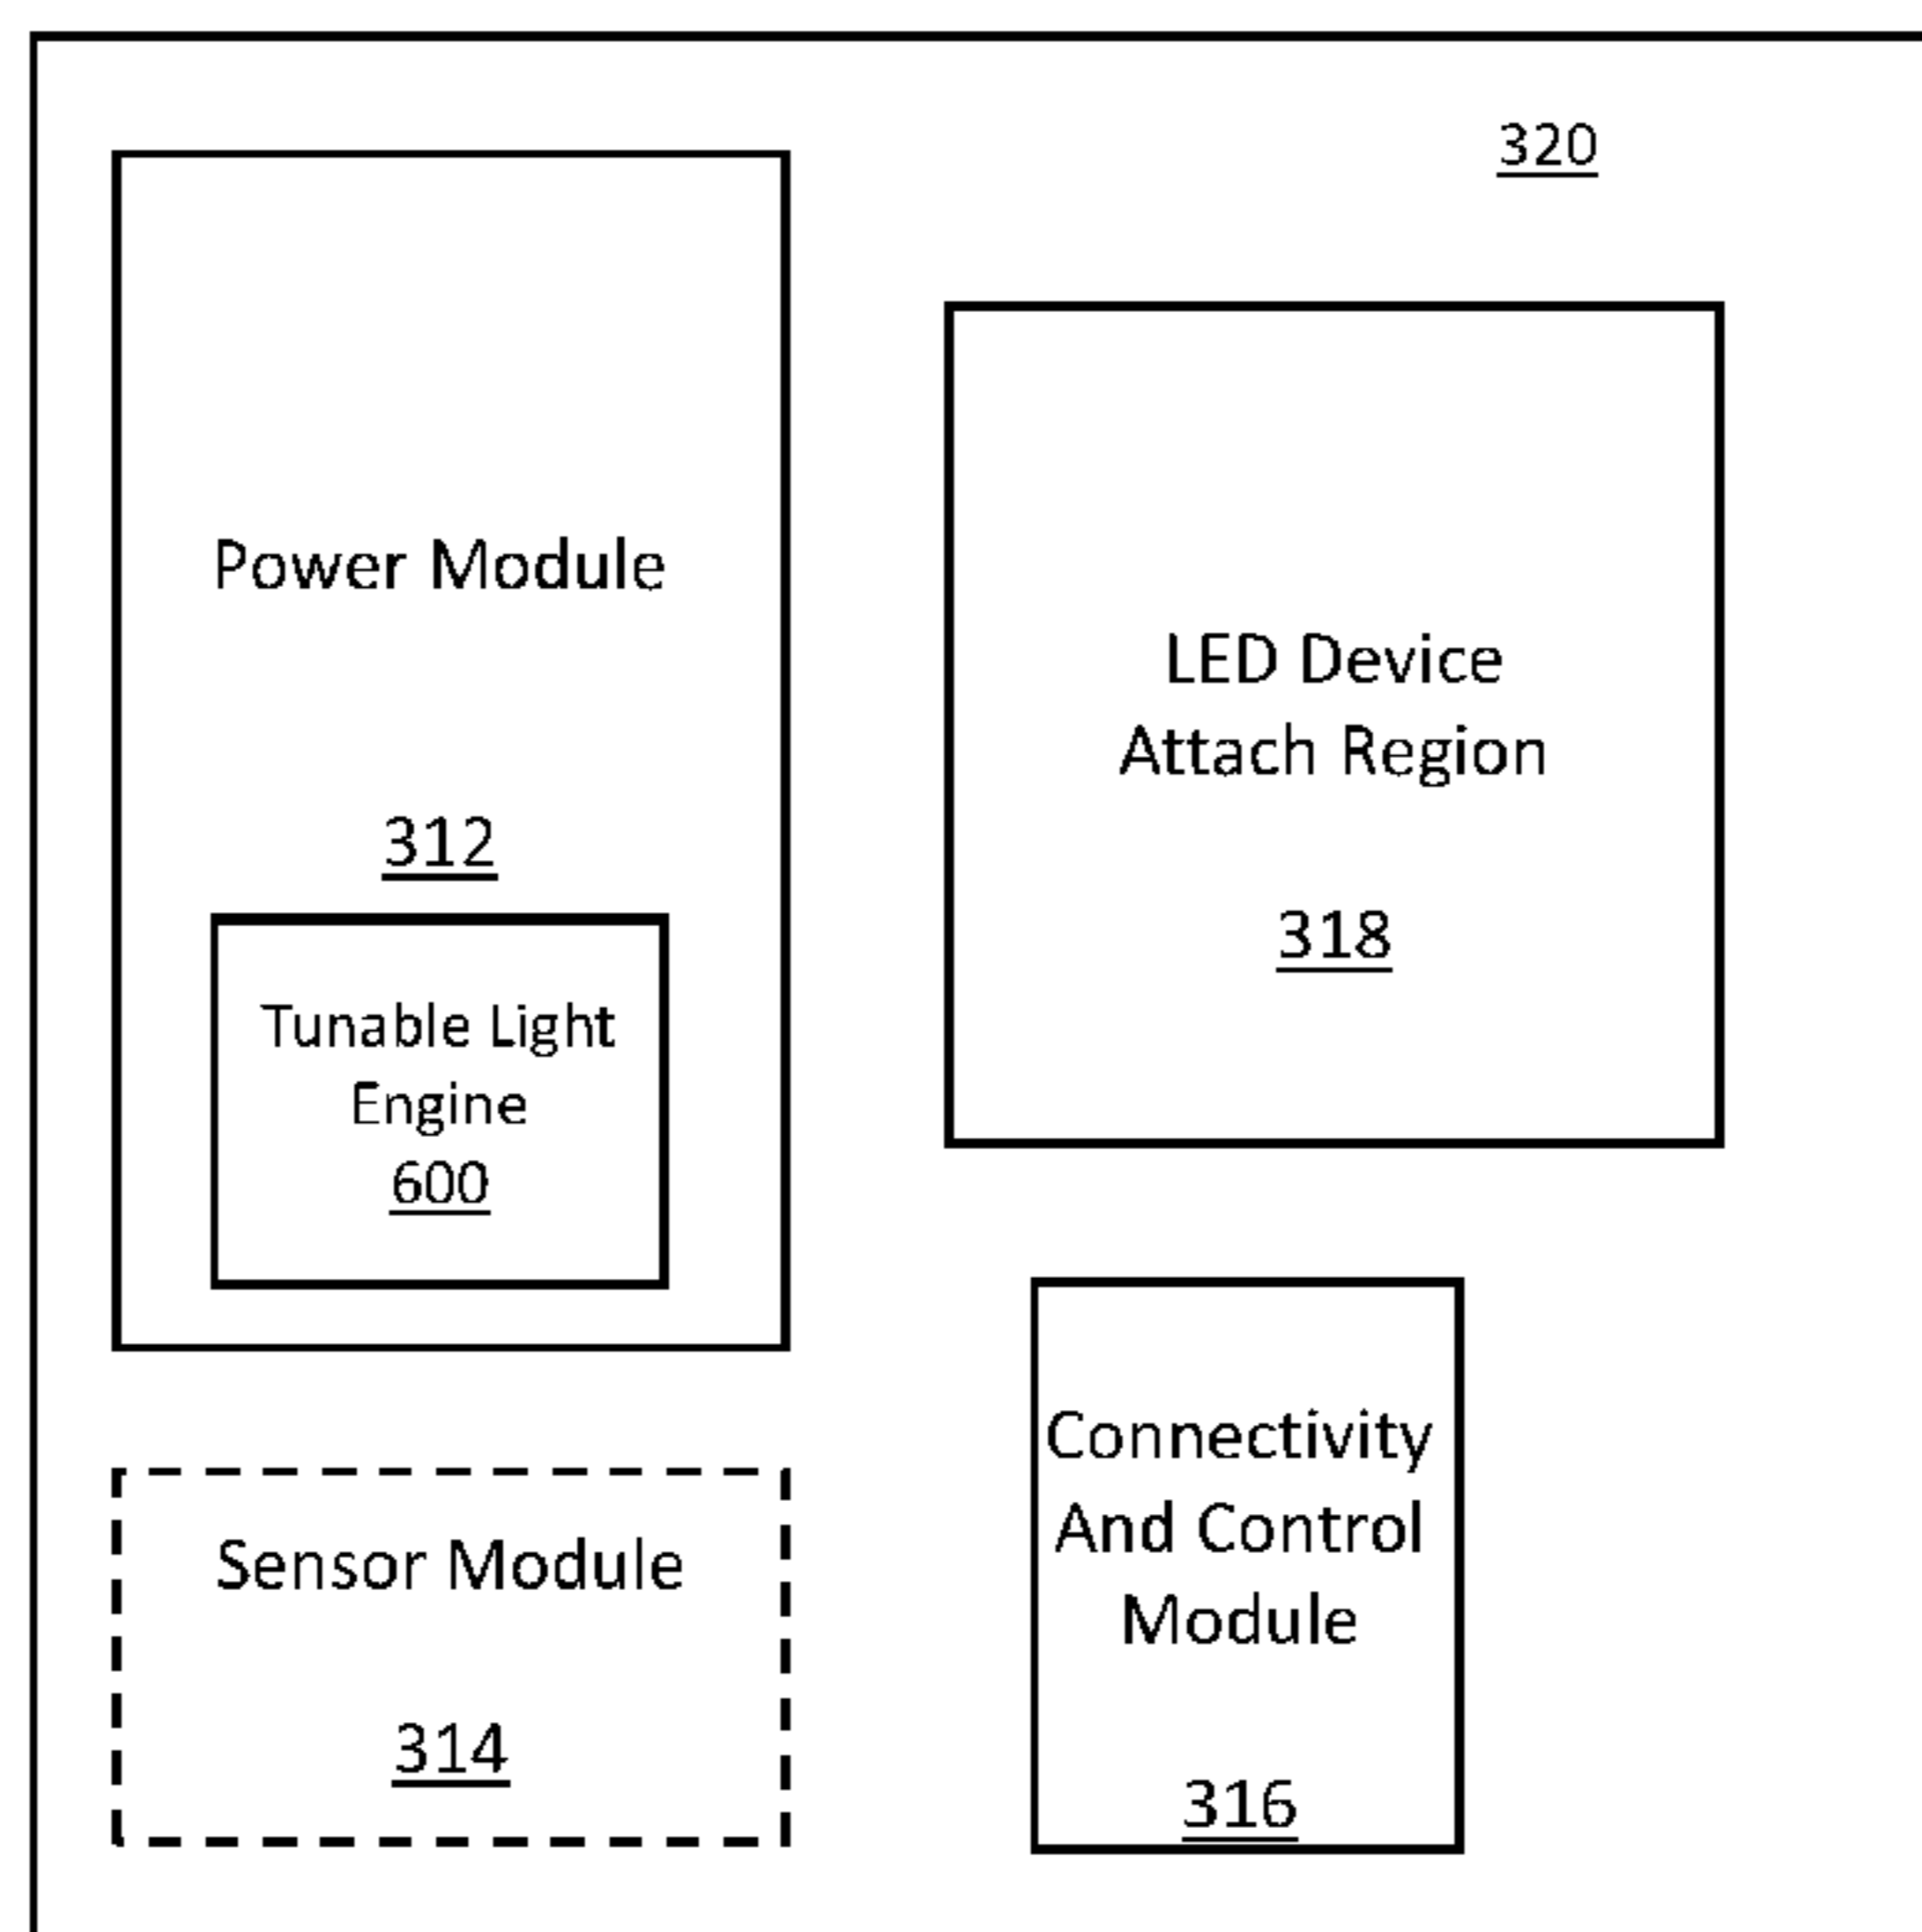 320
Power Module
312
Tunable Light
Engine
600
LED Device
Attach Region
318
Sensor Module
314
Connectivity
And Control
Module
316